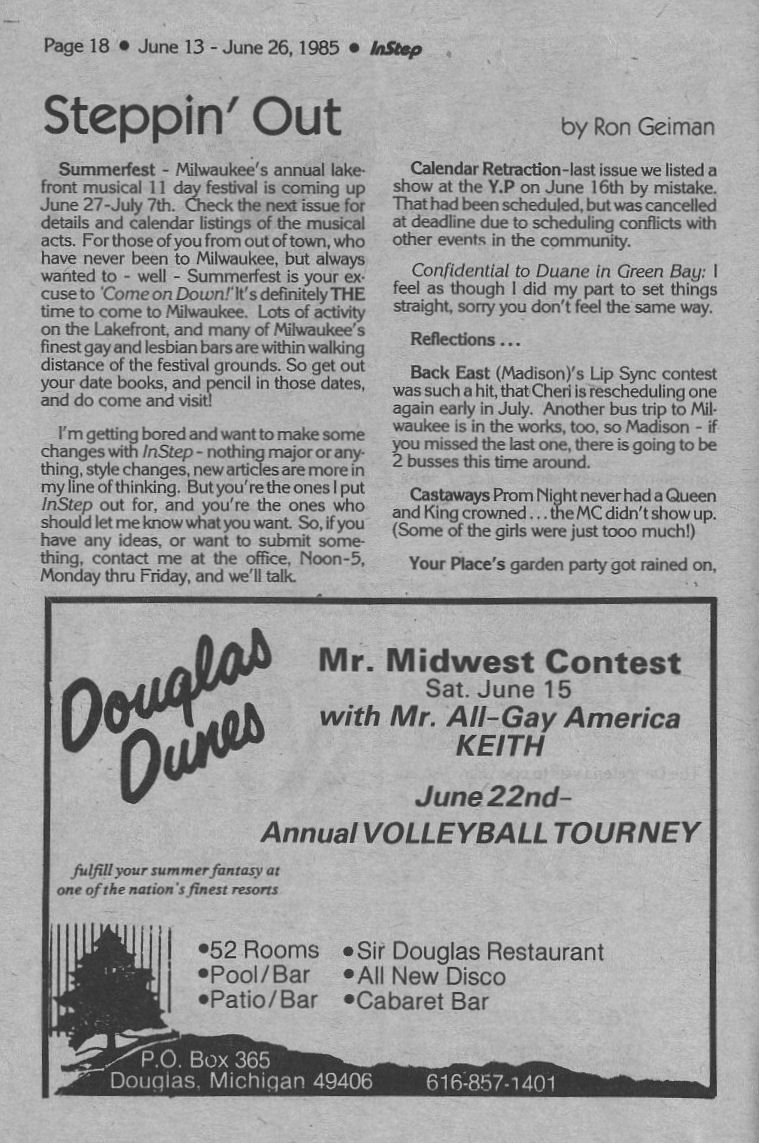 Page 18 • June 13 - June 26, 1985 • InStep
Steppin' Out
by Ron Geiman
Summerfest - Milwaukee's annual lake-
front musical 11 day festival is coming up
June 27-July 7th. Check the next issue for
details and calendar listings of the musical
acts. For those of you from out of town, who
have never been to Milwaukee, but always
wanted to - well - Summerfest is your ex-
cuse to 'Come on Down!' It's definitely THE
time to come to Milwaukee. Lots of activity
on the Lakefront, and many of Milwaukee's
finest gay and lesbian bars are within walking
distance of the festival grounds. So get out
your date books, and pencil in those dates,
and do come and visit!
I'm getting bored and want to make some
changes with InStep - nothing major or any-
thing, style changes, new articles are more in
my line of thinking. But you're the ones I put
InStep out for, and you're the ones who
should let me know what you want. So, if you
have any ideas, or want to submit some-
thing, contact me at the office, Noon-5,
Monday thru Friday, and we'll talk.
Calendar Retraction-last issue we listed a
show at the Y.P on June 16th by mistake.
That had been scheduled, but was cancelled
at deadline due to scheduling conflicts with
other events in the community.
Confidential to Duane in Green Bay: I
feel as though I did my part to set things
straight, sorry you don't feel the same way.
Reflections ...
Back East (Madison)'s Lip Sync contest
was such a hit, that Cheri is rescheduling one
again early in July. Another bus trip to Mil-
waukee is in the works, too, so Madison - if
you missed the last one, there is going to be
2 busses this time around.
Castaways Prom Night never had a Queen
and King crowned ... the MC didn't show up.
(Some of the girls were just tooo much!)
Your Place's garden party got rained on,
Douglas
Dunes
Mr. Midwest Contest
Sat. June 15
with Mr. All-Gay America
KEITH
June 22nd-
Annual VOLLEYBALL TOURNEY
fulfill your summer fantasy at
one of the nation's finest resorts
•52 Rooms •Sir Douglas Restaurant
•Pool/Bar •All New Disco
•Patio/Bar •Cabaret Bar
P.O. Box 365
Douglas, Michigan 49406 616-857-1401